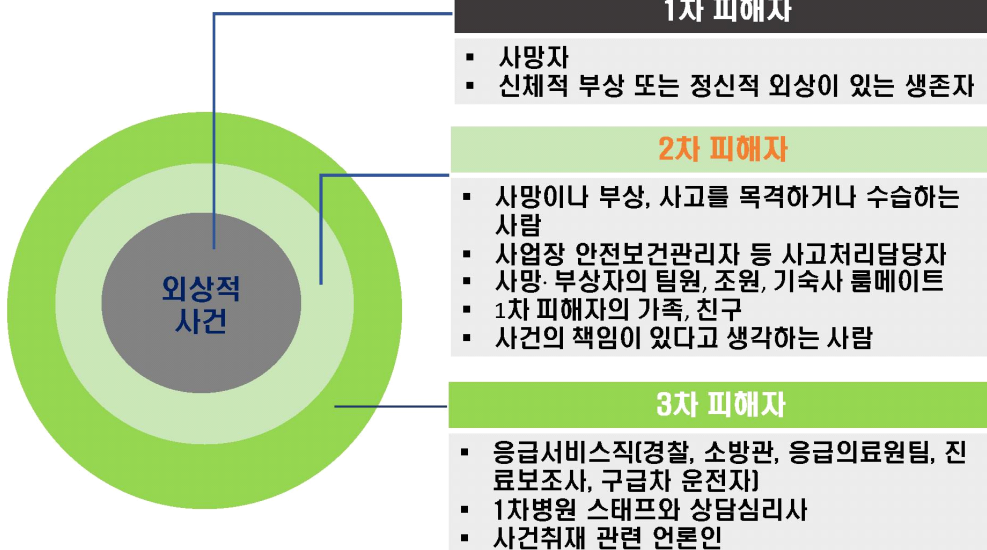 1차 피해자
▪ 사망자
▪ 신체적 부상 또는 정신적 외상이 있는 생존자
2차 피해자
▪ 사망이나 부상, 사고를 목격하거나 수습하는
사람
▪ 사업장 안전보건관리자 등 사고처리담당자
▪ 사망· 부상자의 팀원, 조원, 기숙사 룸메이트
▪ 1차 피해자의 가족, 친구
▪ 사건의 책임이 있다고 생각하는 사람
외상적
사건
3차 피해자
▪ 응급서비스직(경찰, 소방관, 응급의료원팀, 진
료보조사, 구급차 운전자)
▪ 1차병원 스태프와 상담심리사
▪ 사건취재 관련 언론인